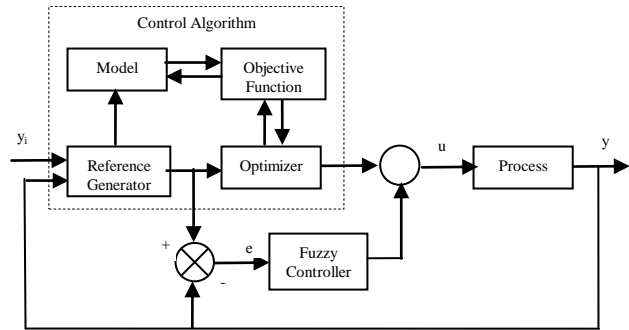 Control Algorithm
Model
Objective
Function
yi
Reference
Generator
Optimizer
u
Process
y
+
e
-
Fuzzy
Controller